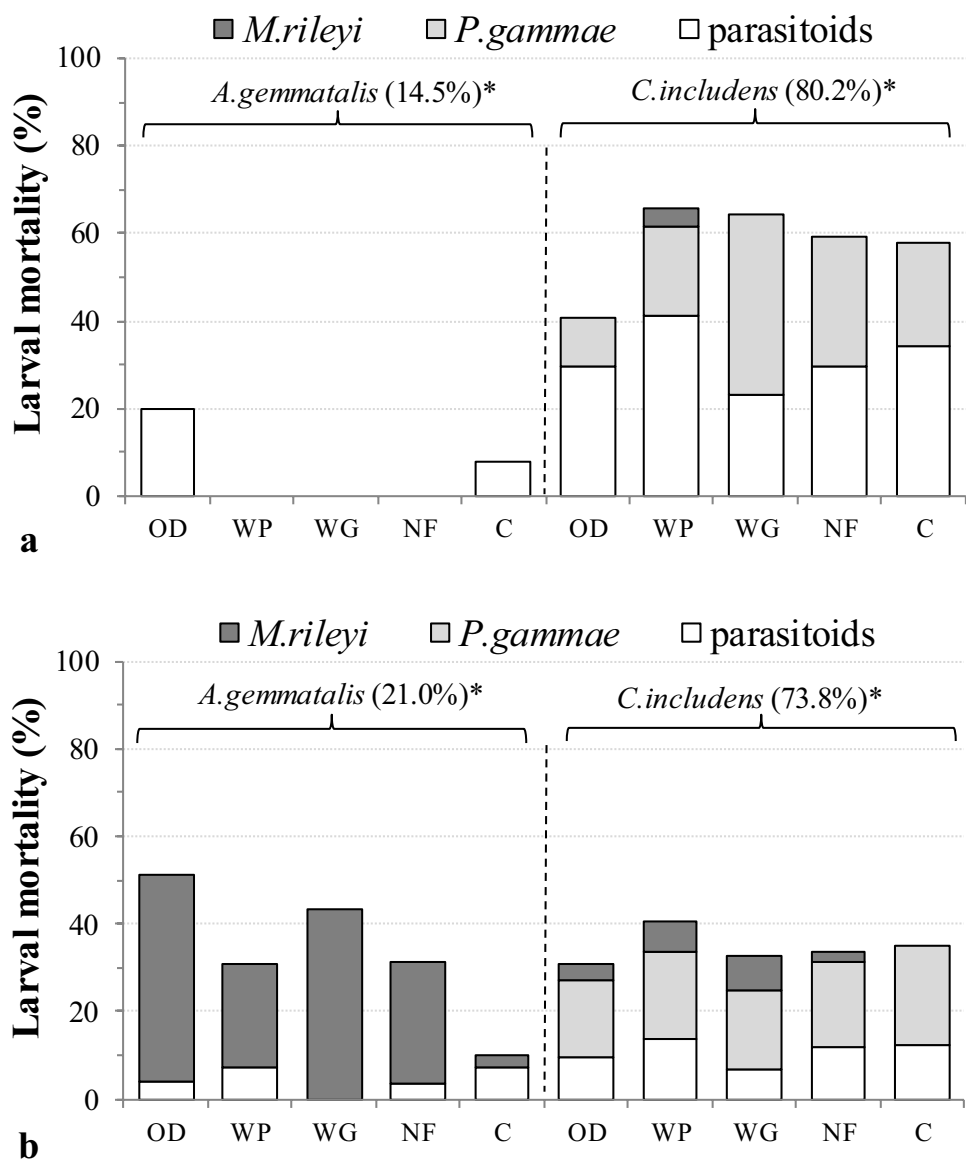 M.rileyi P.gammae parasitoids
Larval mortality (%)
100
80
60
40
20
0
A.gemmatalis (14.5%)*
C.includens (80.2%)*
OD WP WG NF C OD WP WG NF C
a
M.rileyi P.gammae parasitoids
Larval mortality (%)
100
80
60
40
20
0
A.gemmatalis (21.0%)*
C.includens (73.8%)*
OD WP WG NF C OD WP WG NF C
b